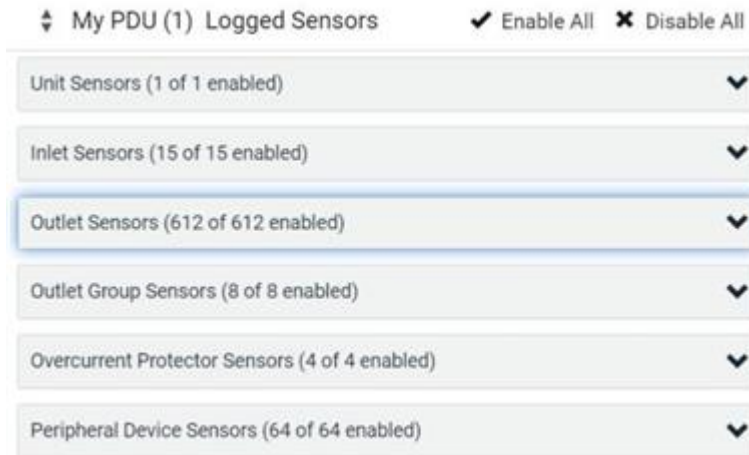 My PDU (1) Logged Sensors Enable All Disable All
Unit Sensors (1 of 1 enabled)
Inlet Sensors (15 of 15 enabled)
Outlet Sensors (612 of 612 enabled)
Outlet Group Sensors (8 of 8 enabled)
Overcurrent Protector Sensors (4 of 4 enabled)
Peripheral Device Sensors (64 of 64 enabled)